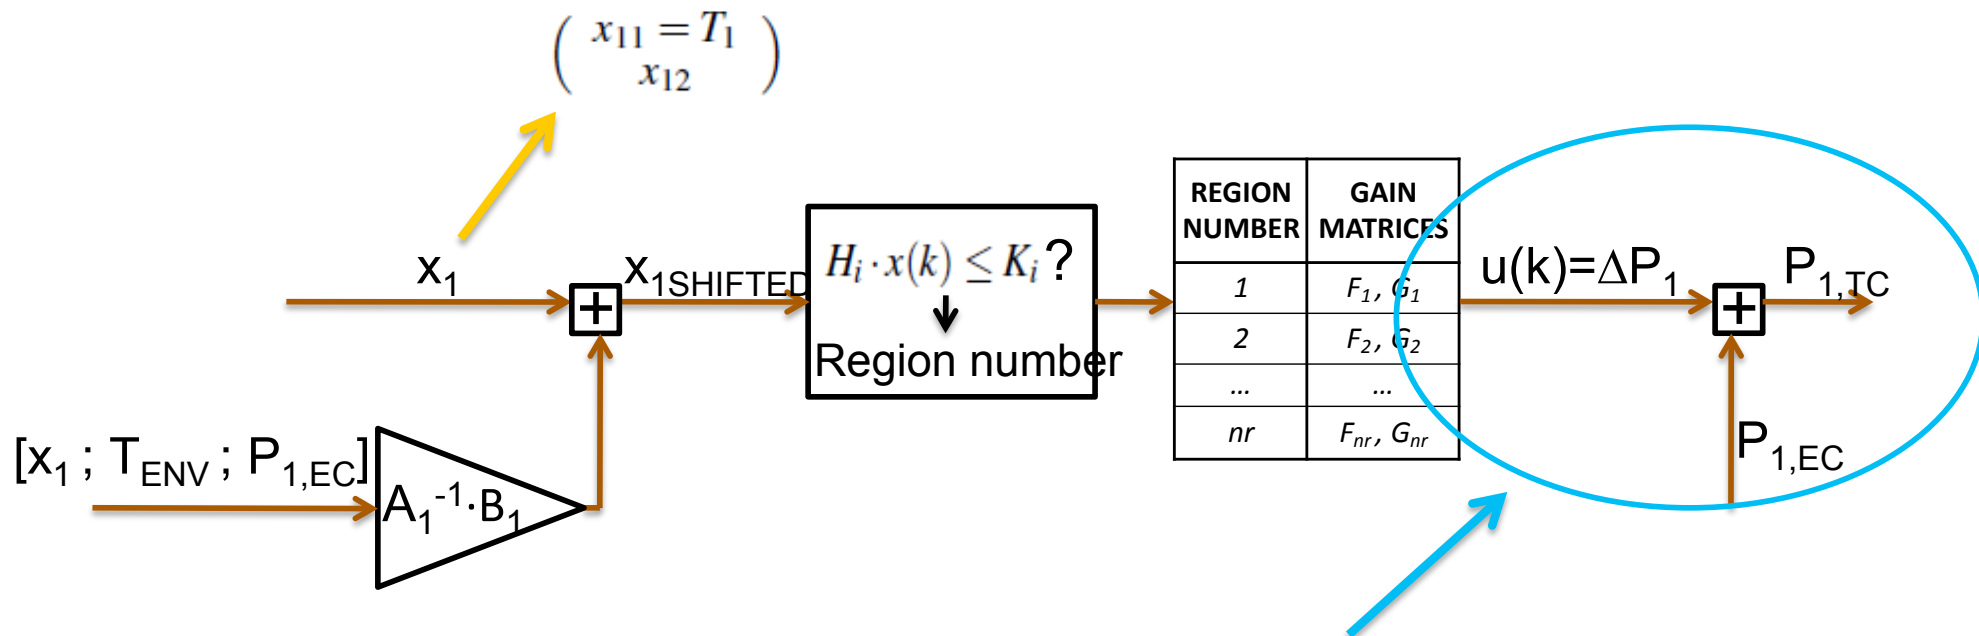 ( x₁₁ = T₁
x₁₂ )
x₁
+
x₁SHIFTED
Hᵢ · x(k) ≤ Kᵢ ?
Region number
[x₁ ; T_ENV ; P₁,EC]
A₁⁻¹·B₁
REGION NUMBER | GAIN MATRICES
1 | F₁, G₁
2 | F₂, G₂
... | ...
nr | Fₙᵣ, Gₙᵣ
u(k)=ΔP₁
+
P₁,TC
P₁,EC